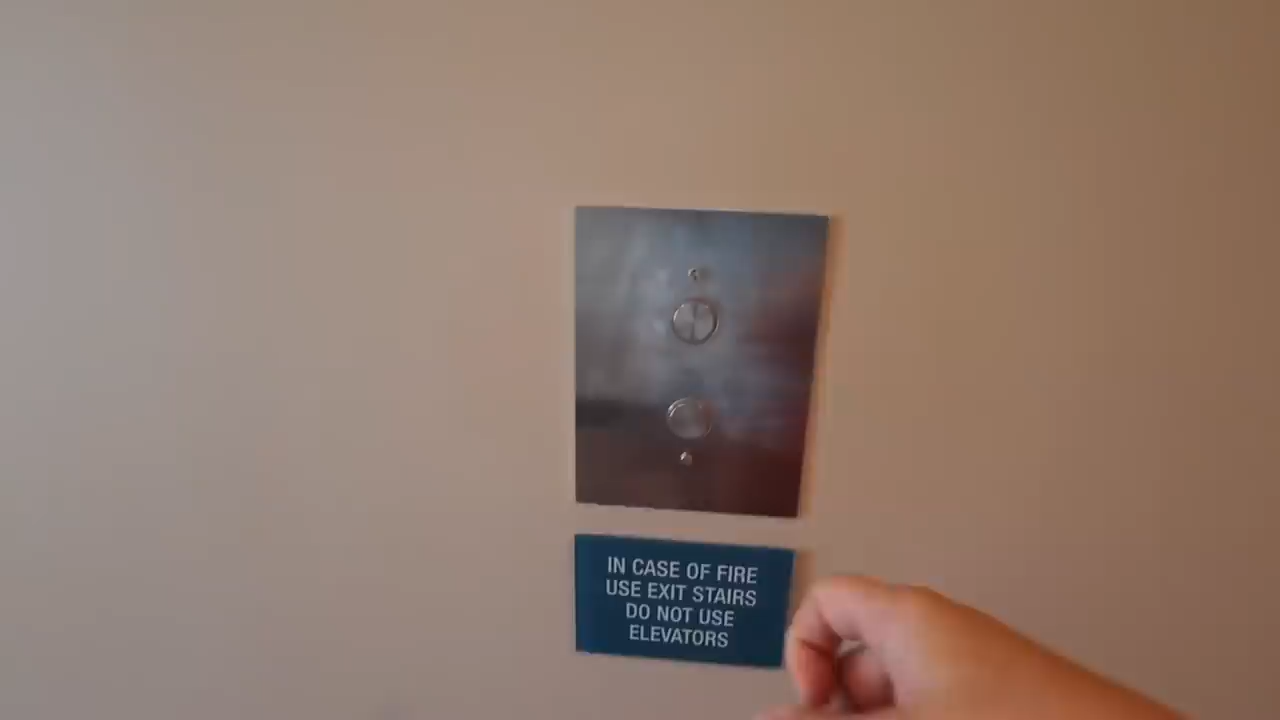 IN CASE OF FIRE
USE EXIT STAIRS
DO NOT USE
ELEVATORS